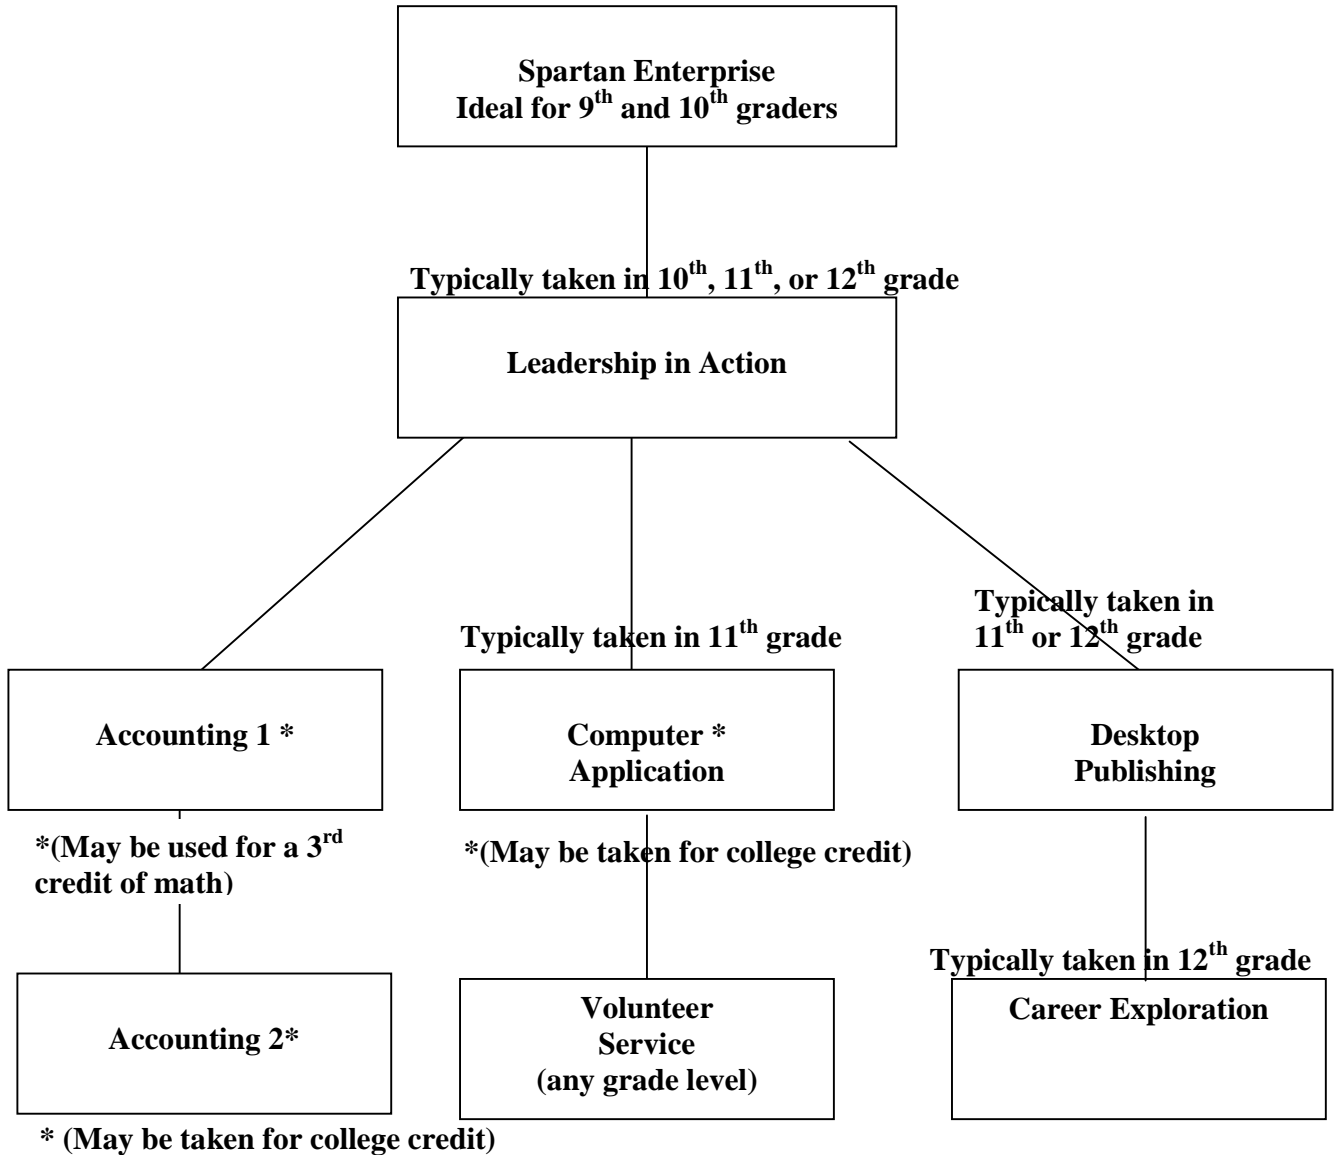 Spartan Enterprise
Ideal for 9th and 10th graders
Typically taken in 10th, 11th, or 12th grade
Leadership in Action
Typically taken in 11th grade
Typically taken in
11th or 12th grade
Accounting 1 *
Computer *
Application
Desktop
Publishing
*(May be used for a 3rd
credit of math)
*(May be taken for college credit)
Typically taken in 12th grade
Accounting 2*
Volunteer
Service
(any grade level)
Career Exploration
* (May be taken for college credit)